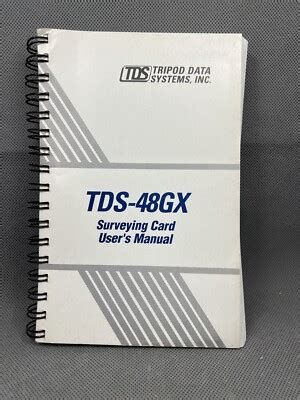 TDS TRIPOD DATA
SYSTEMS, INC.
TDS-48GX
Surveying Card
User's Manual